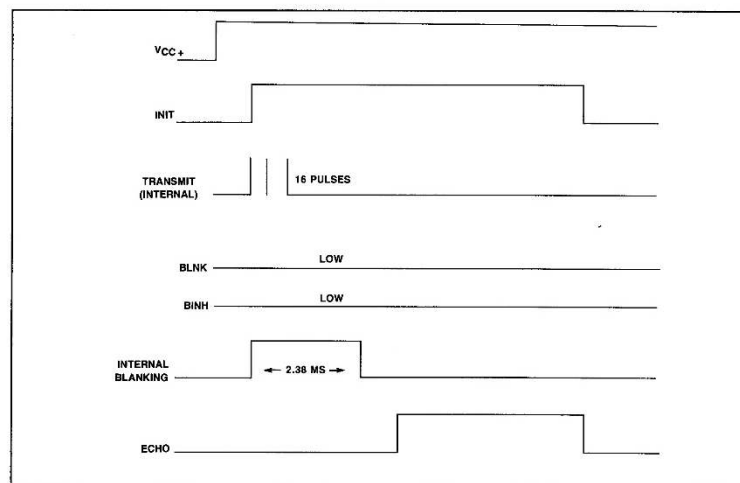 VCC+
INIT
TRANSMIT
(INTERNAL)
16 PULSES
BLNK
LOW
BINH
LOW
INTERNAL
BLANKING
2.38 MS
ECHO